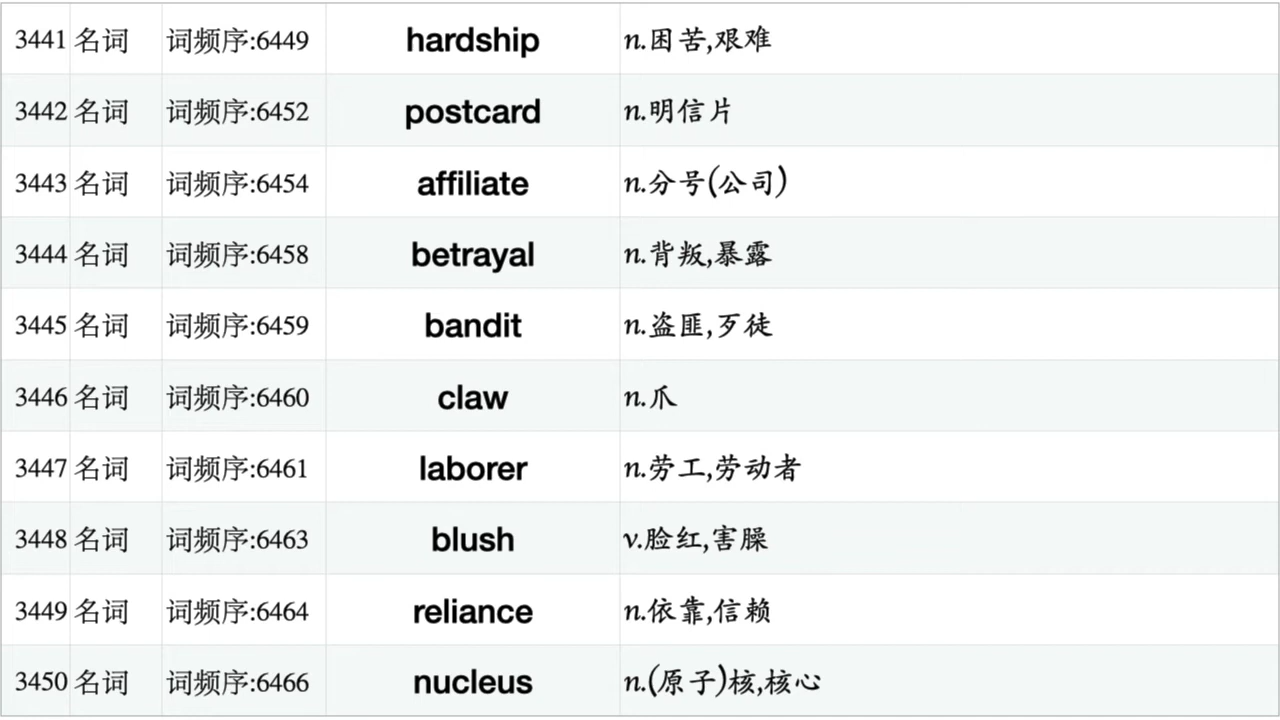 3441 名词 词频序:6449 hardship n.困苦,艰难
3442 名词 词频序:6452 postcard n.明信片
3443 名词 词频序:6454 affiliate n.分号(公司)
3444 名词 词频序:6458 betrayal n.背叛,暴露
3445 名词 词频序:6459 bandit n.盗匪,歹徒
3446 名词 词频序:6460 claw n.爪
3447 名词 词频序:6461 laborer n.劳工,劳动者
3448 名词 词频序:6463 blush v.脸红,害臊
3449 名词 词频序:6464 reliance n.依靠,信赖
3450 名词 词频序:6466 nucleus n.(原子)核,核心